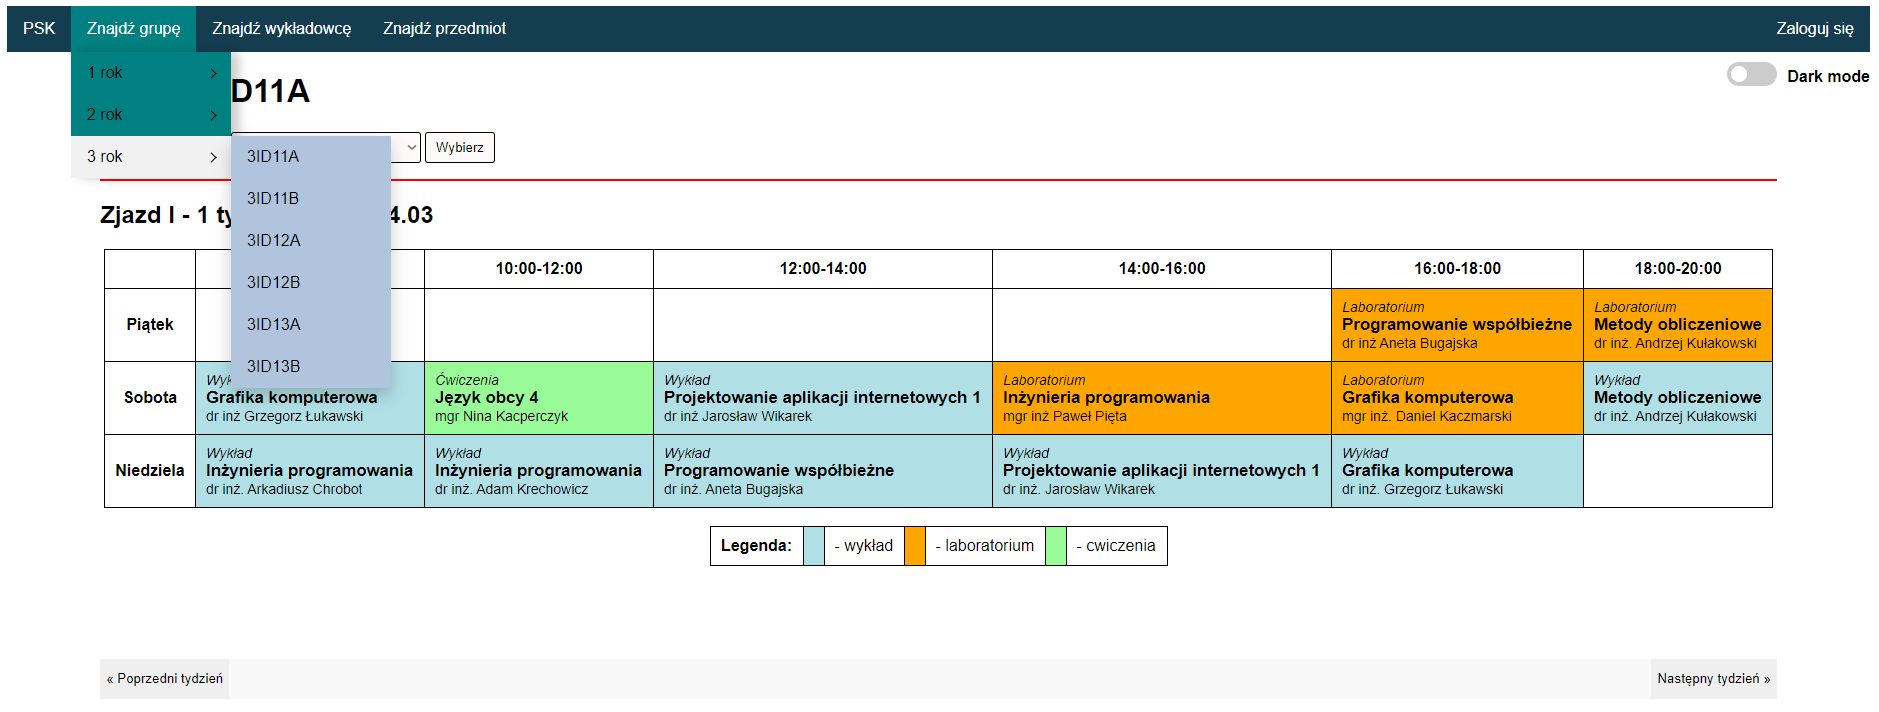 PSK Znajdź grupę Znajdź wykładowcę Znajdź przedmiot Zaloguj się
1 rok
2 rok
3 rok
3ID11A
3ID11B
3ID12A
3ID12B
3ID13A
3ID13B
D11A
Dark mode
Wybierz
Zjazd I - 1 4.03
10:00-12:00 12:00-14:00 14:00-16:00 16:00-18:00 18:00-20:00
Piątek
Laboratorium
Programowanie współbieżne
dr inż Aneta Bugajska
Laboratorium
Metody obliczeniowe
dr inż. Andrzej Kułakowski
Sobota
Grafika komputerowa
dr inż Grzegorz Łukawski
Ćwiczenia
Język obcy 4
mgr Nina Kacperczyk
Wykład
Projektowanie aplikacji internetowych 1
dr inż Jarosław Wikarek
Laboratorium
Inżynieria programowania
mgr inż Paweł Pięta
Laboratorium
Grafika komputerowa
mgr inż. Daniel Kaczmarski
Wykład
Metody obliczeniowe
dr inż. Andrzej Kułakowski
Niedziela
Wykład
Inżynieria programowania
dr inż. Arkadiusz Chrobot
Wykład
Inżynieria programowania
dr inż. Adam Krechowicz
Wykład
Programowanie współbieżne
dr inż. Aneta Bugajska
Wykład
Projektowanie aplikacji internetowych 1
dr inż. Jarosław Wikarek
Wykład
Grafika komputerowa
dr inż. Grzegorz Łukawski
Legenda: - wykład - laboratorium - cwiczenia
« Poprzedni tydzień Następny tydzień »